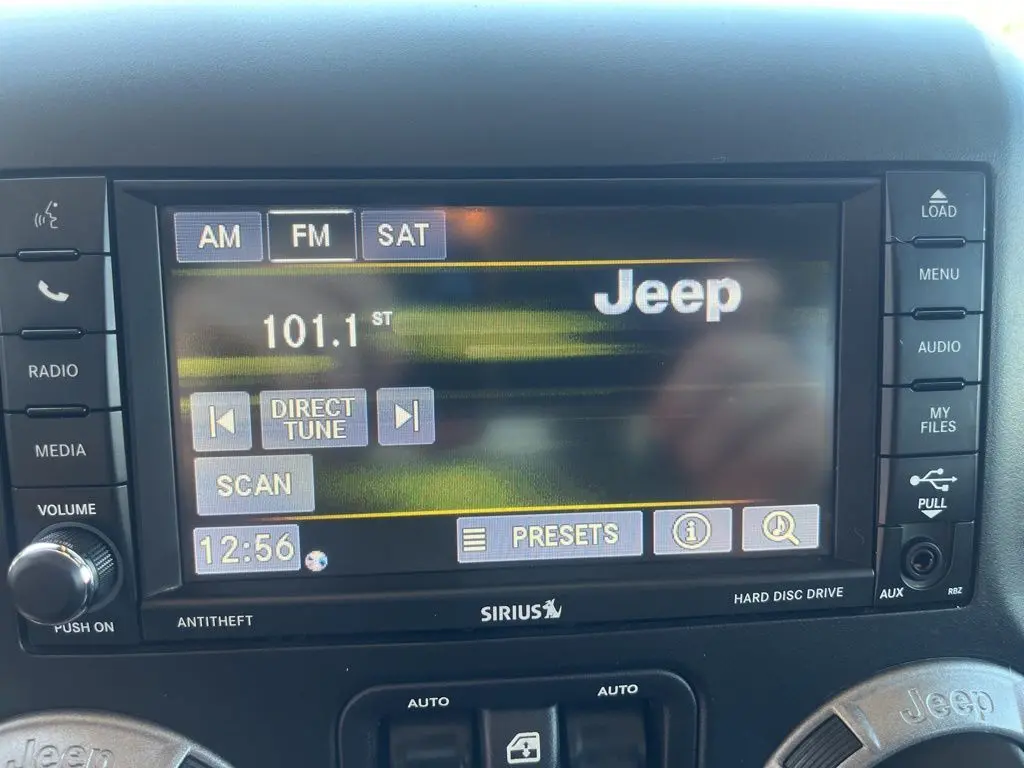 AM FM SAT
LOAD
MENU
Jeep
101.1 ST
AUDIO
RADIO
DIRECT
TUNE
MY
FILES
MEDIA
SCAN
PULL
VOLUME
12:56
PRESETS
PUSH ON
ANTITHEFT
SIRIUS
HARD DISC DRIVE
AUX
RBZ
AUTO
AUTO
Jeep
Jeep